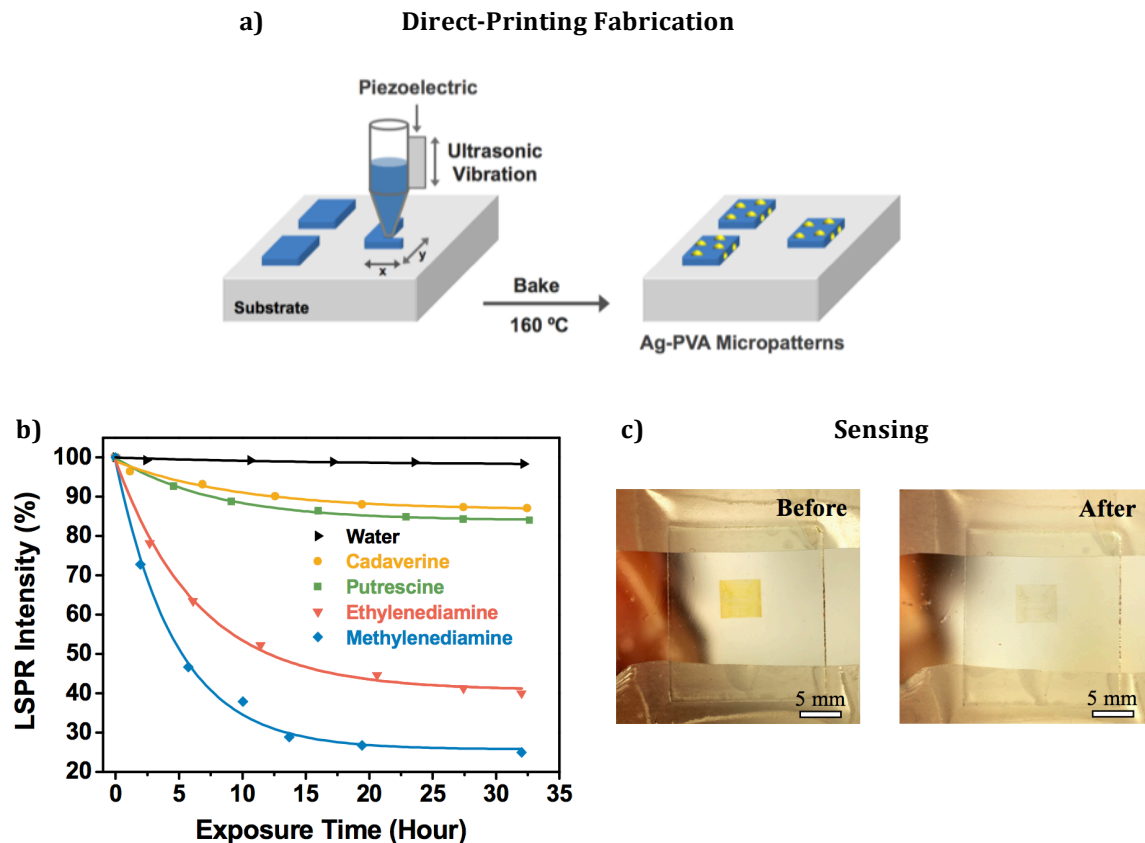 a) Direct-Printing Fabrication
Piezoelectric
Ultrasonic
Vibration
y
x
Substrate
Bake
160 ºC
Ag-PVA Micropatterns
b)
LSPR Intensity (%)
100
90
80
70
60
50
40
30
20
Water
Cadaverine
Putrescine
Ethylenediamine
Methylenediamine
0 5 10 15 20 25 30 35
Exposure Time (Hour)
c) Sensing
Before
5 mm
After
5 mm